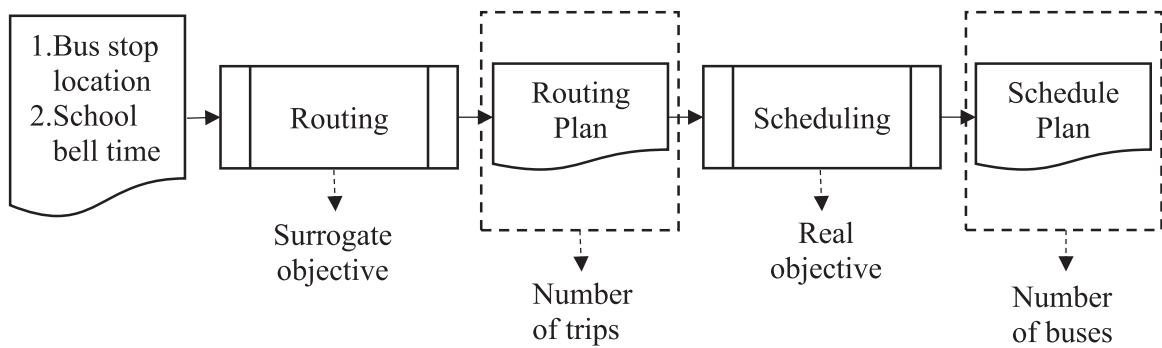 1.Bus stop
location
2.School
bell time
Routing
Routing
Plan
Scheduling
Schedule
Plan
Surrogate
objective
Number
of trips
Real
objective
Number
of buses